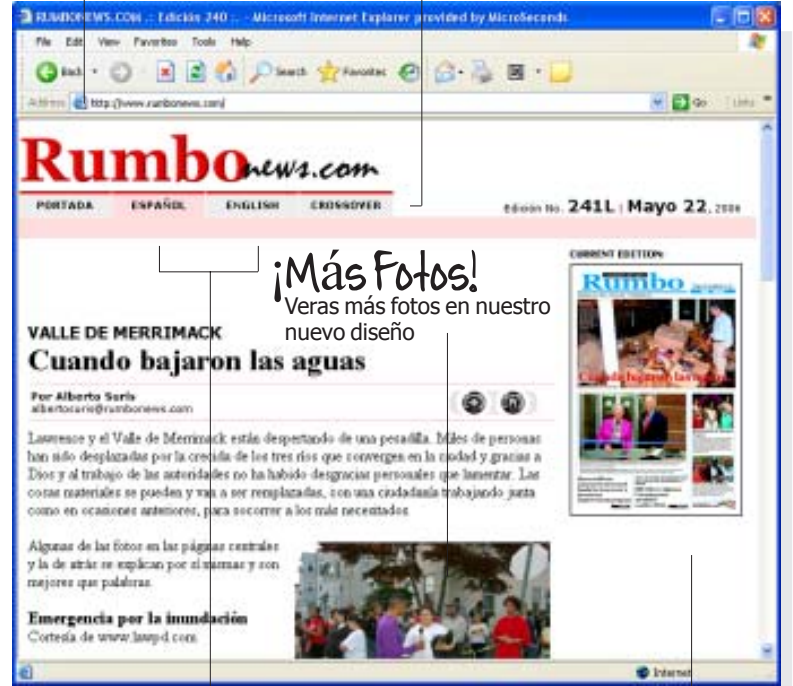 RUMBONEWS.COM .: Edición 240 :. - Microsoft Internet Explorer provided by MicroSeconds
File Edit View Favorites Tools Help
Back Search Favorites
Address http://www.rumbonews.com/ Go Links
Rumbonews.com
PORTADA ESPAÑOL ENGLISH CROSSOVER
Edición No. 241L | Mayo 22, 2006
CURRENT EDITION:
Rumbo
Cuando bajaron las aguas
¡Más Fotos!
Veras más fotos en nuestro
nuevo diseño
VALLE DE MERRIMACK
Cuando bajaron las aguas
Por Alberto Suris
albertosuris@rumbonews.com
Lawrence y el Valle de Merrimack están despertando de una pesadilla. Miles de personas
han sido desplazadas por la crecida de los tres ríos que convergen en la ciudad y gracias a
Dios y al trabajo de las autoridades no ha habido desgracias personales que lamentar. Las
cosas materiales se pueden y van a ser remplazadas, con una ciudadanía trabajando junta
como en ocasiones anteriores, para socorrer a los más necesitados.
Algunas de las fotos en las páginas centrales
y la de atrás se explican por sí mismas y son
mejores que palabras.
Emergencia por la inundación
Cortesía de www.lawpd.com
Internet